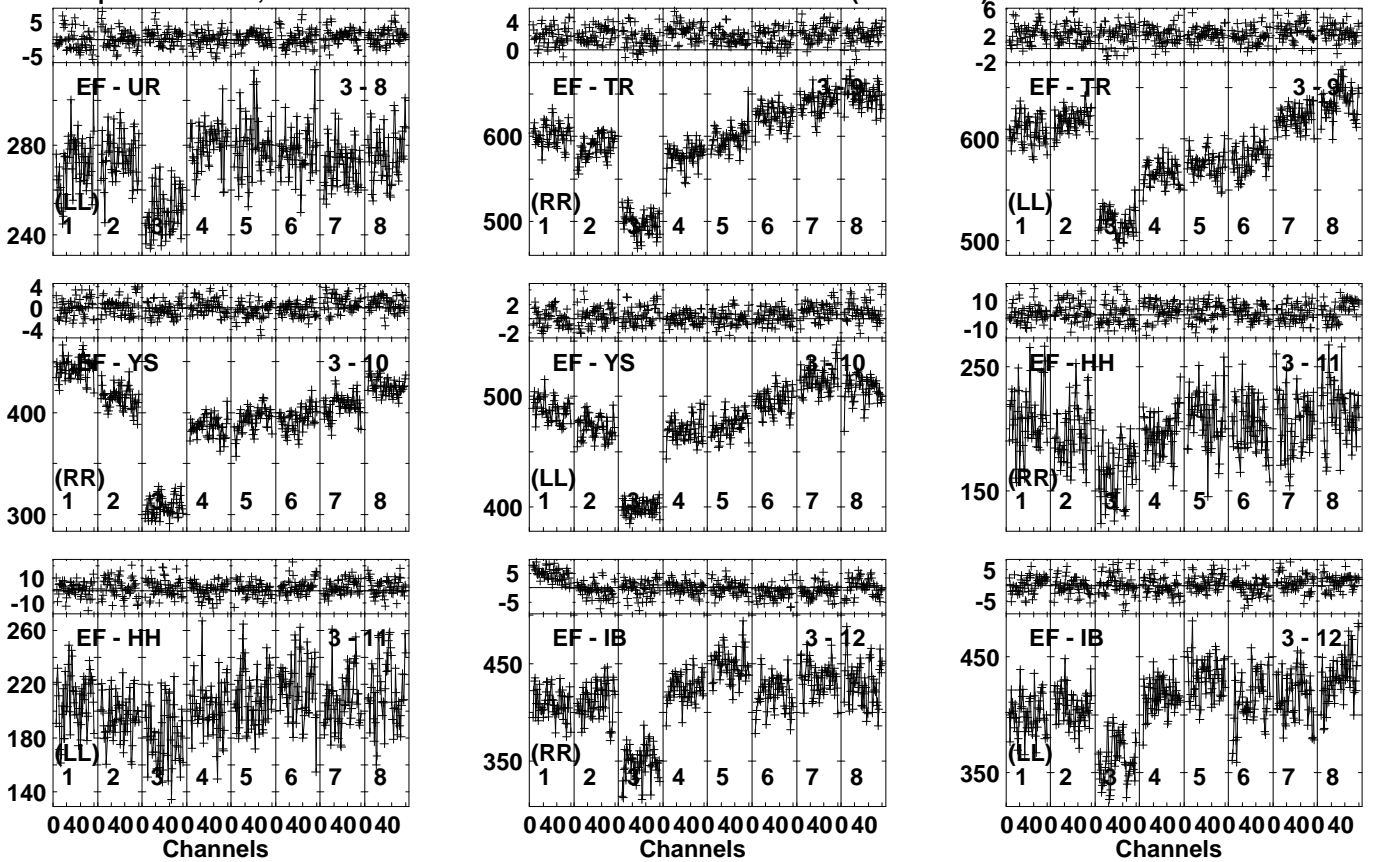 5 4 6
-5 0 2
-2
EF - UR 3 - 8 EF - TR 3 - 9 EF - TR 3 - 9
280 600 600
(LL) (RR) (LL)
1 2 3 4 5 6 7 8 1 2 3 4 5 6 7 8 1 2 3 4 5 6 7 8
240 500 500
4 2 10
0 -2 -10
-4
EF - YS 3 - 10 EF - YS 3 - 10 EF - HH 3 - 11
400 500 250
(RR) (LL) (RR)
1 2 3 4 5 6 7 8 1 2 3 4 5 6 7 8 1 2 3 4 5 6 7 8
300 400 150
10 5 5
-10 -5 -5
260 EF - HH 3 - 11 EF - IB 3 - 12 EF - IB 3 - 12
220 450 450
180
(LL) (RR) (LL)
1 2 3 4 5 6 7 8 1 2 3 4 5 6 7 8 1 2 3 4 5 6 7 8
140 350 350
0 40 0 40 0 40 0 40 0 40 0 40 0 40 0 40 0 40 0 40 0 40 0 40 0 40 0 40 0 40 0 40 0 40 0 40 0 40 0 40 0 40 0 40 0 40 0 40
Channels Channels Channels